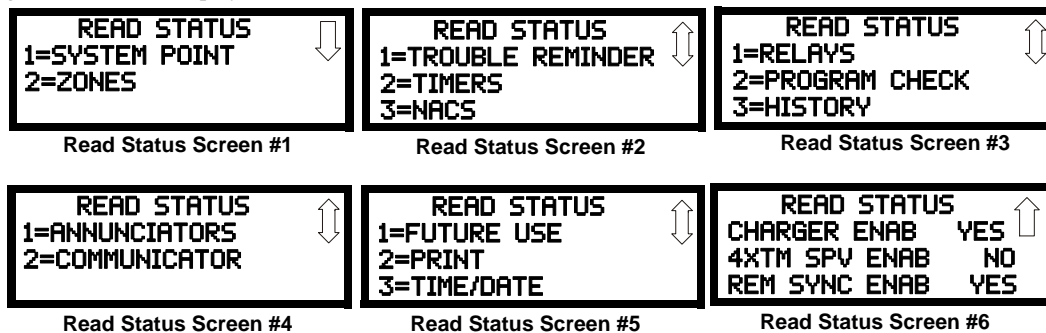 READ STATUS
1=SYSTEM POINT
2=ZONES
Read Status Screen #1
READ STATUS
1=TROUBLE REMINDER
2=TIMERS
3=NACS
Read Status Screen #2
READ STATUS
1=RELAYS
2=PROGRAM CHECK
3=HISTORY
Read Status Screen #3
READ STATUS
1=ANNUNCIATORS
2=COMMUNICATOR
Read Status Screen #4
READ STATUS
1=FUTURE USE
2=PRINT
3=TIME/DATE
Read Status Screen #5
READ STATUS
CHARGER ENAB YES
4XTM SPV ENAB NO
REM SYNC ENAB YES
Read Status Screen #6